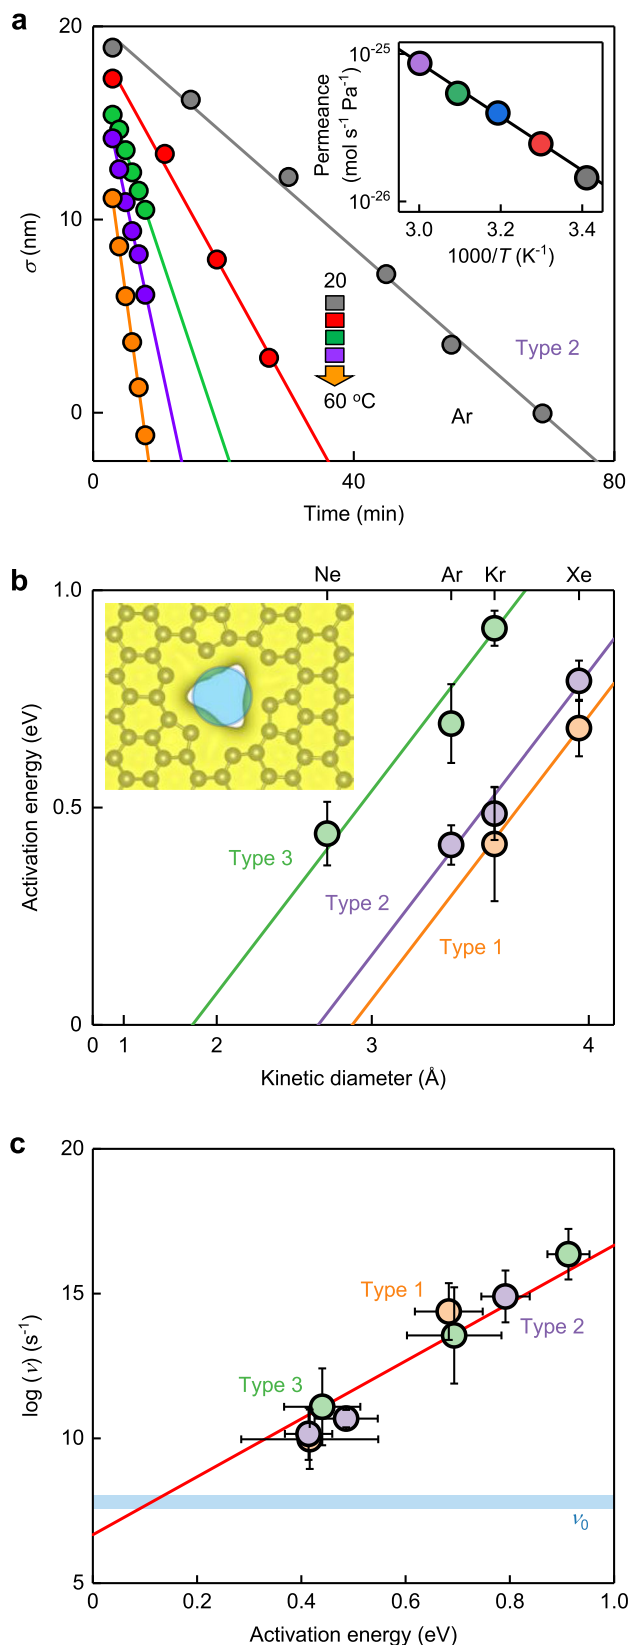 a
20
10
0
σ (nm)
0
40
80
Time (min)
20
60 °C
Ar
Type 2
10⁻²⁵
10⁻²⁶
Permeance
(mol s⁻¹ Pa⁻¹)
3.0
3.2
3.4
1000/T (K⁻¹)
b
Ne
Ar
Kr
Xe
1.0
0.5
0
Activation energy (eV)
Type 3
Type 2
Type 1
0
1
2
3
4
Kinetic diameter (Å)
c
20
15
10
5
log (ν) (s⁻¹)
Type 1
Type 2
Type 3
ν₀
0
0.2
0.4
0.6
0.8
1.0
Activation energy (eV)